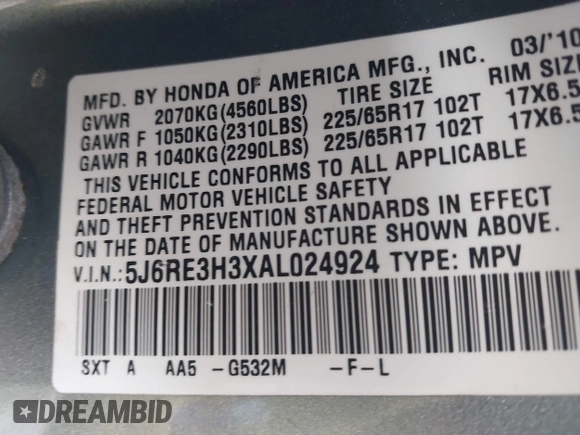 MFD. BY HONDA OF AMERICA MFG., INC. 03/'10
GVWR 2070KG(4560LBS) TIRE SIZE RIM SIZE
GAWR F 1050KG(2310LBS) 225/65R17 102T 17X6.5
GAWR R 1040KG(2290LBS) 225/65R17 102T 17X6.5
THIS VEHICLE CONFORMS TO ALL APPLICABLE
FEDERAL MOTOR VEHICLE SAFETY
AND THEFT PREVENTION STANDARDS IN EFFECT
ON THE DATE OF MANUFACTURE SHOWN ABOVE.
V.I.N.: 5J6RE3H3XAL024924 TYPE: MPV
SXT A AA5 -G532M -F-L
DREAMBID